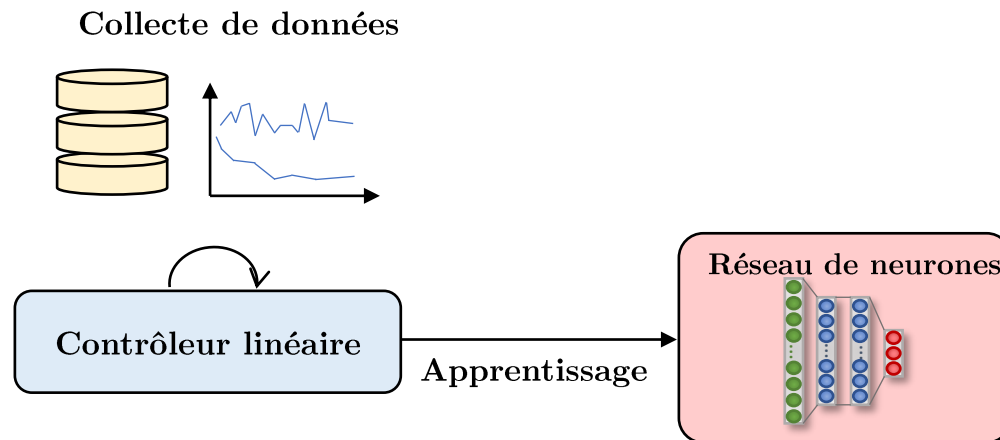 Collecte de données
Réseau de neurones
Contrôleur linéaire
Apprentissage